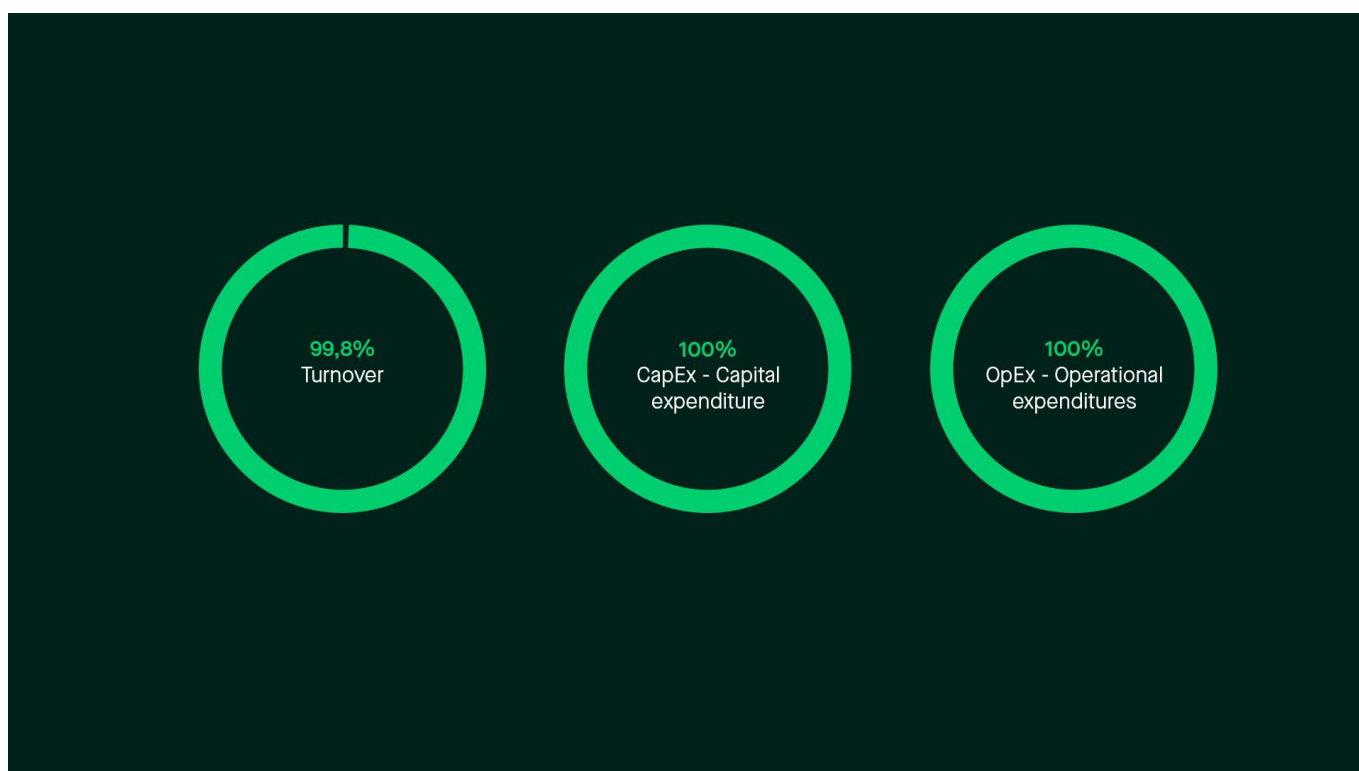 99,8%
Turnover
100%
CapEx - Capital
expenditure
100%
OpEx - Operational
expenditures